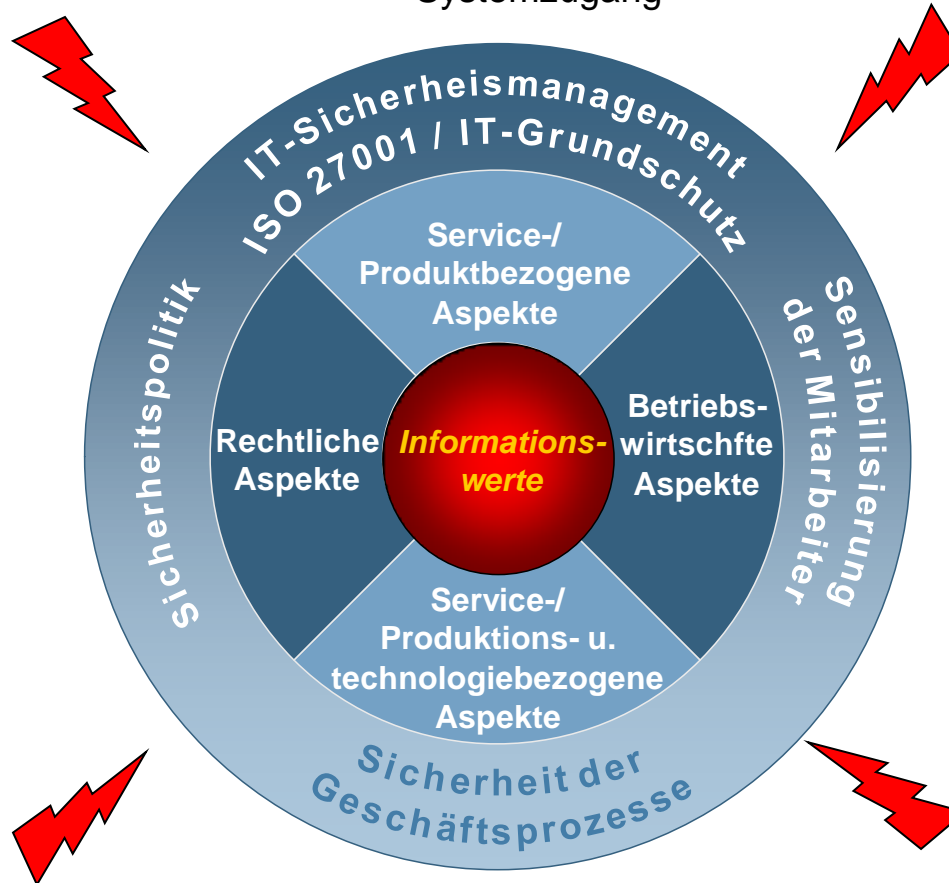 Systemzugang
IT-Sicherheismanagement
ISO 27001 / IT-Grundschutz
Sicherheitspolitik
Sensibilisierung
der Mitarbeiter
Service-/
Produktbezogene
Aspekte
Rechtliche
Aspekte
Informations-
werte
Betriebs-
wirtschfte
Aspekte
Service-/
Produktions- u.
technologiebezogene
Aspekte
Sicherheit der
Geschäftsprozesse